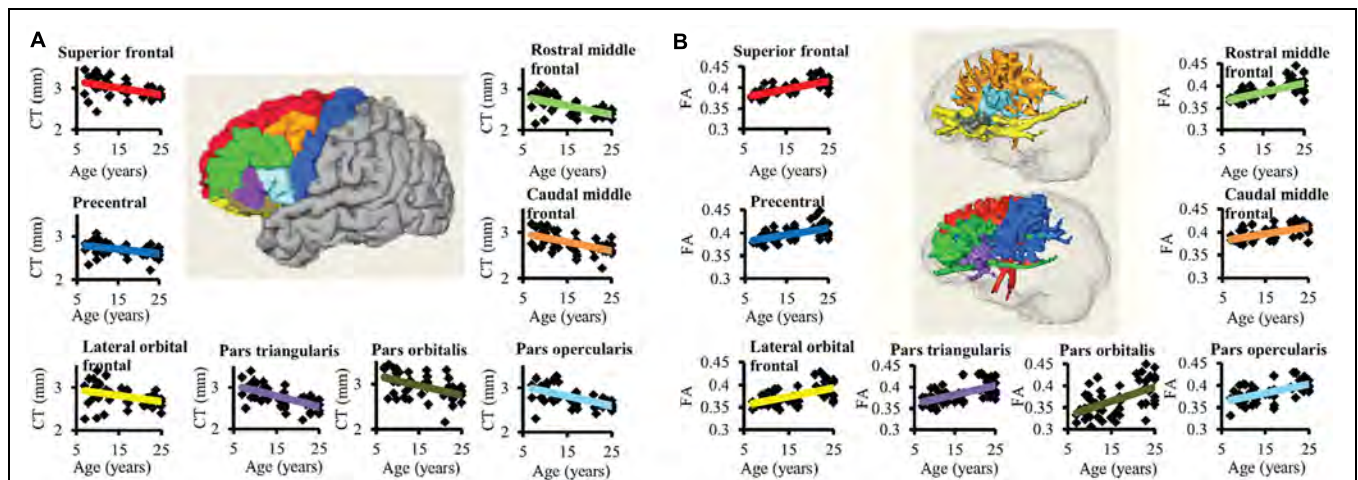 A
Superior frontal
CT (mm)
3
2
5 15 25
Age (years)
Rostral middle
frontal
CT (mm)
3
2
5 15 25
Age (years)
Precentral
CT (mm)
3
2
5 15 25
Age (years)
Caudal middle
frontal
CT (mm)
3
2
5 15 25
Age (years)
Lateral orbital
frontal
CT (mm)
3
2
5 15 25
Age (years)
Pars triangularis
CT (mm)
3
2
5 15 25
Age (years)
Pars orbitalis
CT (mm)
3
2
5 15 25
Age (years)
Pars opercularis
CT (mm)
3
2
5 15 25
Age (years)
B
Superior frontal
FA
0.45
0.4
0.35
0.3
5 15 25
Age (years)
Rostral middle
frontal
FA
0.45
0.4
0.35
0.3
5 15 25
Age (years)
Precentral
FA
0.45
0.4
0.35
0.3
5 15 25
Age (years)
Caudal middle
frontal
FA
0.45
0.4
0.35
0.3
5 15 25
Age (years)
Lateral orbital
frontal
FA
0.45
0.4
0.35
0.3
5 15 25
Age (years)
Pars triangularis
FA
0.45
0.4
0.35
0.3
5 15 25
Age (years)
Pars orbitalis
FA
0.45
0.4
0.35
0.3
5 15 25
Age (years)
Pars opercularis
FA
0.45
0.4
0.35
0.3
5 15 25
Age (years)